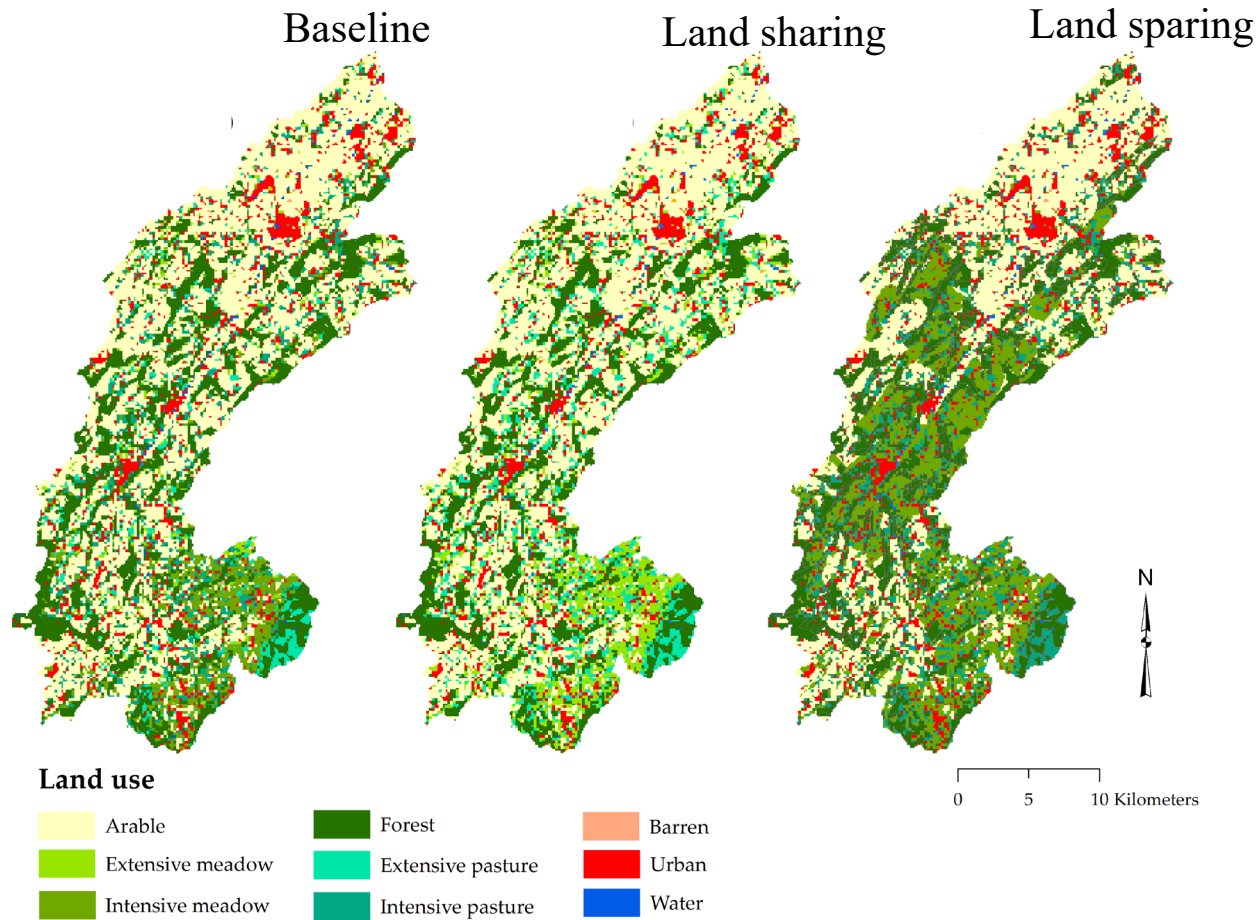 Baseline
Land sharing
Land sparing
)
)
N
Land use
Arable
Forest
Barren
Extensive meadow
Extensive pasture
Urban
Intensive meadow
Intensive pasture
Water
0 5 10 Kilometers